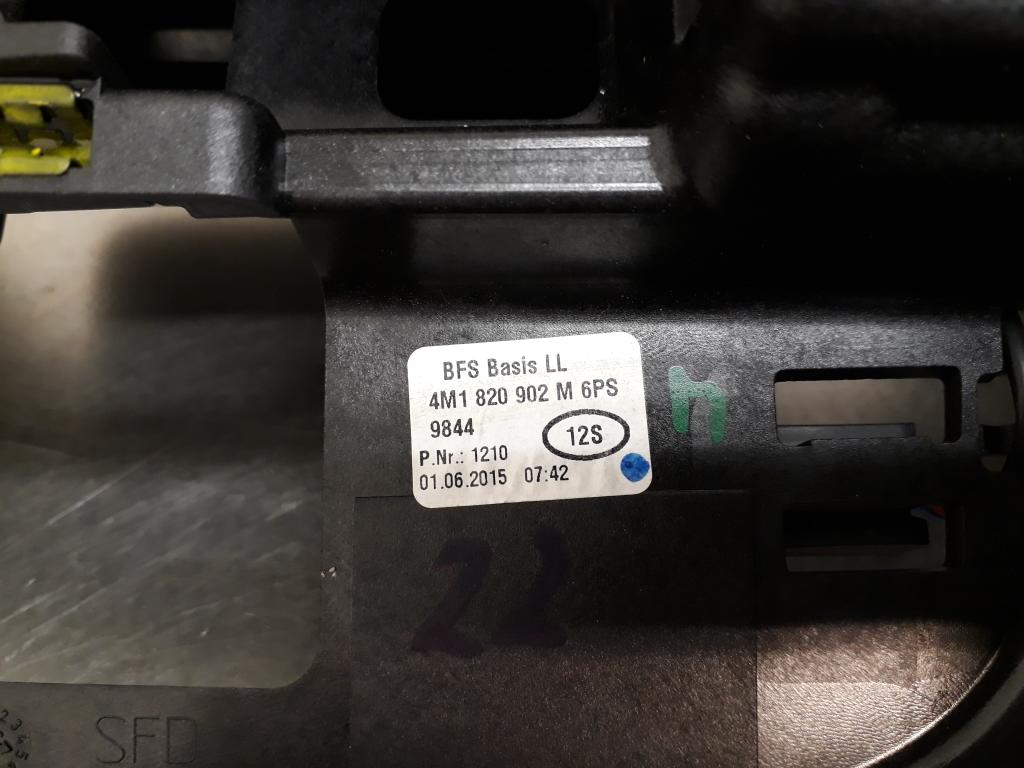 BFS Basis LL
4M1 820 902 M 6PS
9844
12S
P.Nr.: 1210
01.06.2015 07:42
22
SFD